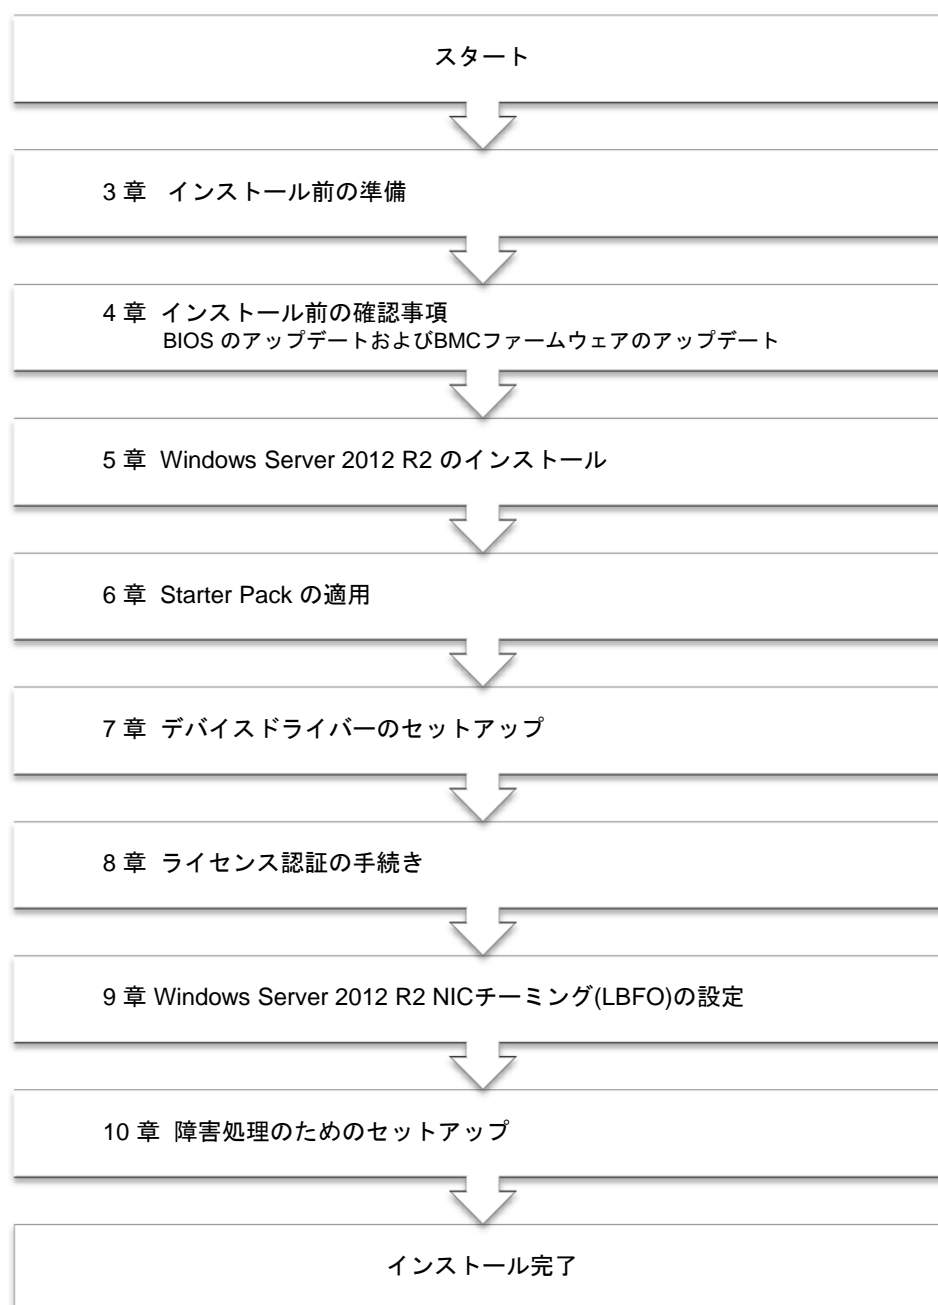 スタート
3 章 インストール前の準備
4 章 インストール前の確認事項
BIOS のアップデートおよびBMCファームウェアのアップデート
5 章 Windows Server 2012 R2 のインストール
6 章 Starter Pack の適用
7 章 デバイスドライバーのセットアップ
8 章 ライセンス認証の手続き
9 章 Windows Server 2012 R2 NICチーミング(LBFO)の設定
10 章 障害処理のためのセットアップ
インストール完了